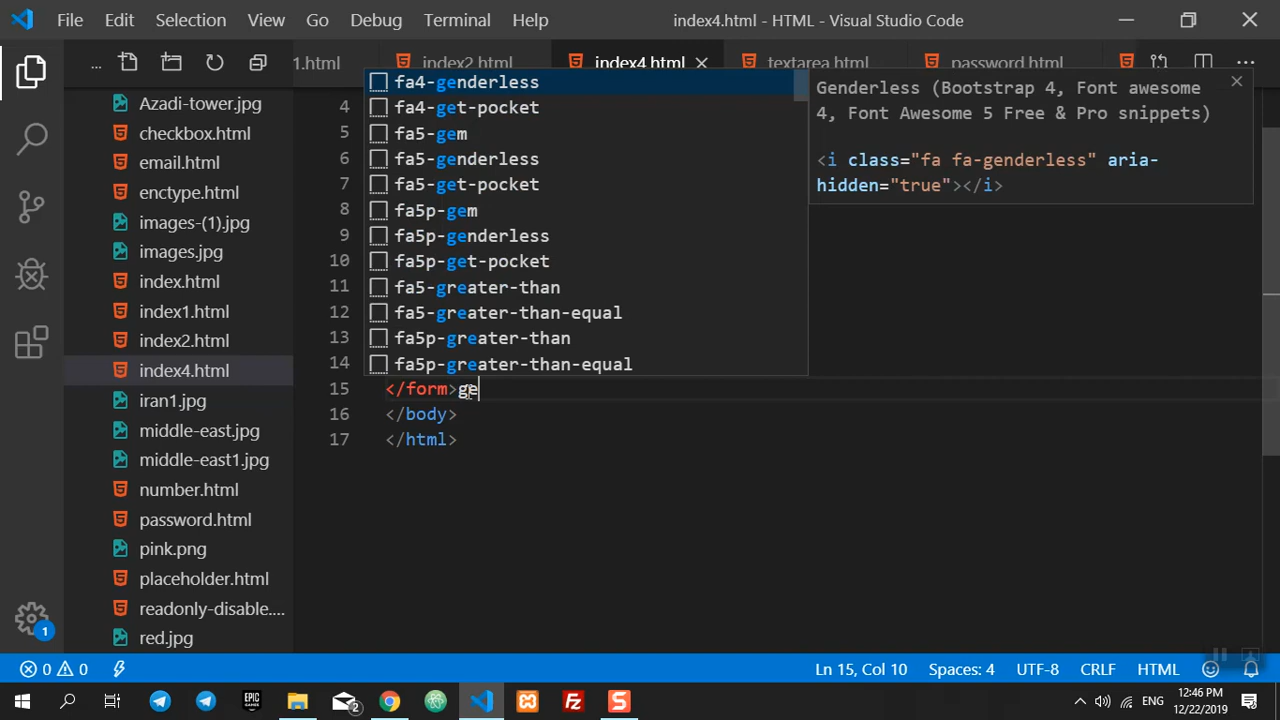 File Edit Selection View Go Debug Terminal Help index4.html - HTML - Visual Studio Code
... 1.html index2.html index4.html textarea.html password.html ...
Azadi-tower.jpg
checkbox.html
email.html
enctype.html
images-(1).jpg
images.jpg
index.html
index1.html
index2.html
index4.html
iran1.jpg
middle-east.jpg
middle-east1.jpg
number.html
password.html
pink.png
placeholder.html
readonly-disable....
red.jpg
1
4
5
6
7
8
9
10
11
12
13
14
fa4-genderless
fa4-get-pocket
fa5-gem
fa5-genderless
fa5-get-pocket
fa5p-gem
fa5p-genderless
fa5p-get-pocket
fa5-greater-than
fa5-greater-than-equal
fa5p-greater-than
fa5p-greater-than-equal
Genderless (Bootstrap 4, Font awesome
4, Font Awesome 5 Free & Pro snippets)
<i class="fa fa-genderless" aria-
hidden="true"></i>
15 </form>ge
16 </body>
17 </html>
0 0 Ln 15, Col 10 Spaces: 4 UTF-8 CRLF HTML
EPIC GAMES 2 S ENG 12:46 PM
12/22/2019